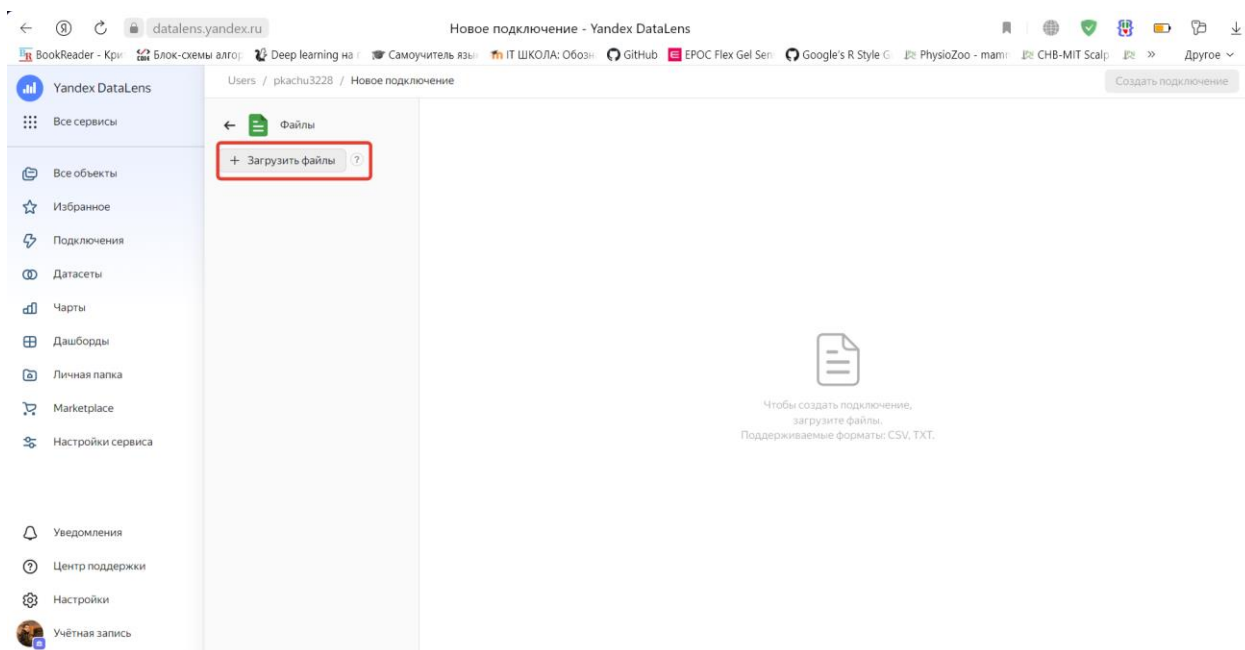 datalens.yandex.ru
Новое подключение - Yandex DataLens
BookReader - Кри
Блок-схемы алгор
Deep learning на
Самоучитель язы
IT ШКОЛА: Обозн
GitHub
EPOC Flex Gel Sen
Google's R Style G
PhysioZoo - mam
CHB-MIT Scalp
»
Другое
Yandex DataLens
Users / pkachu3228 / Новое подключение
Создать подключение
Все сервисы
Файлы
+ Загрузить файлы ?
Все объекты
Избранное
Подключения
Датасеты
Чарты
Дашборды
Личная папка
Marketplace
Настройки сервиса
Чтобы создать подключение,
загрузите файлы.
Поддерживаемые форматы: CSV, TXT.
Уведомления
Центр поддержки
Настройки
Учётная запись